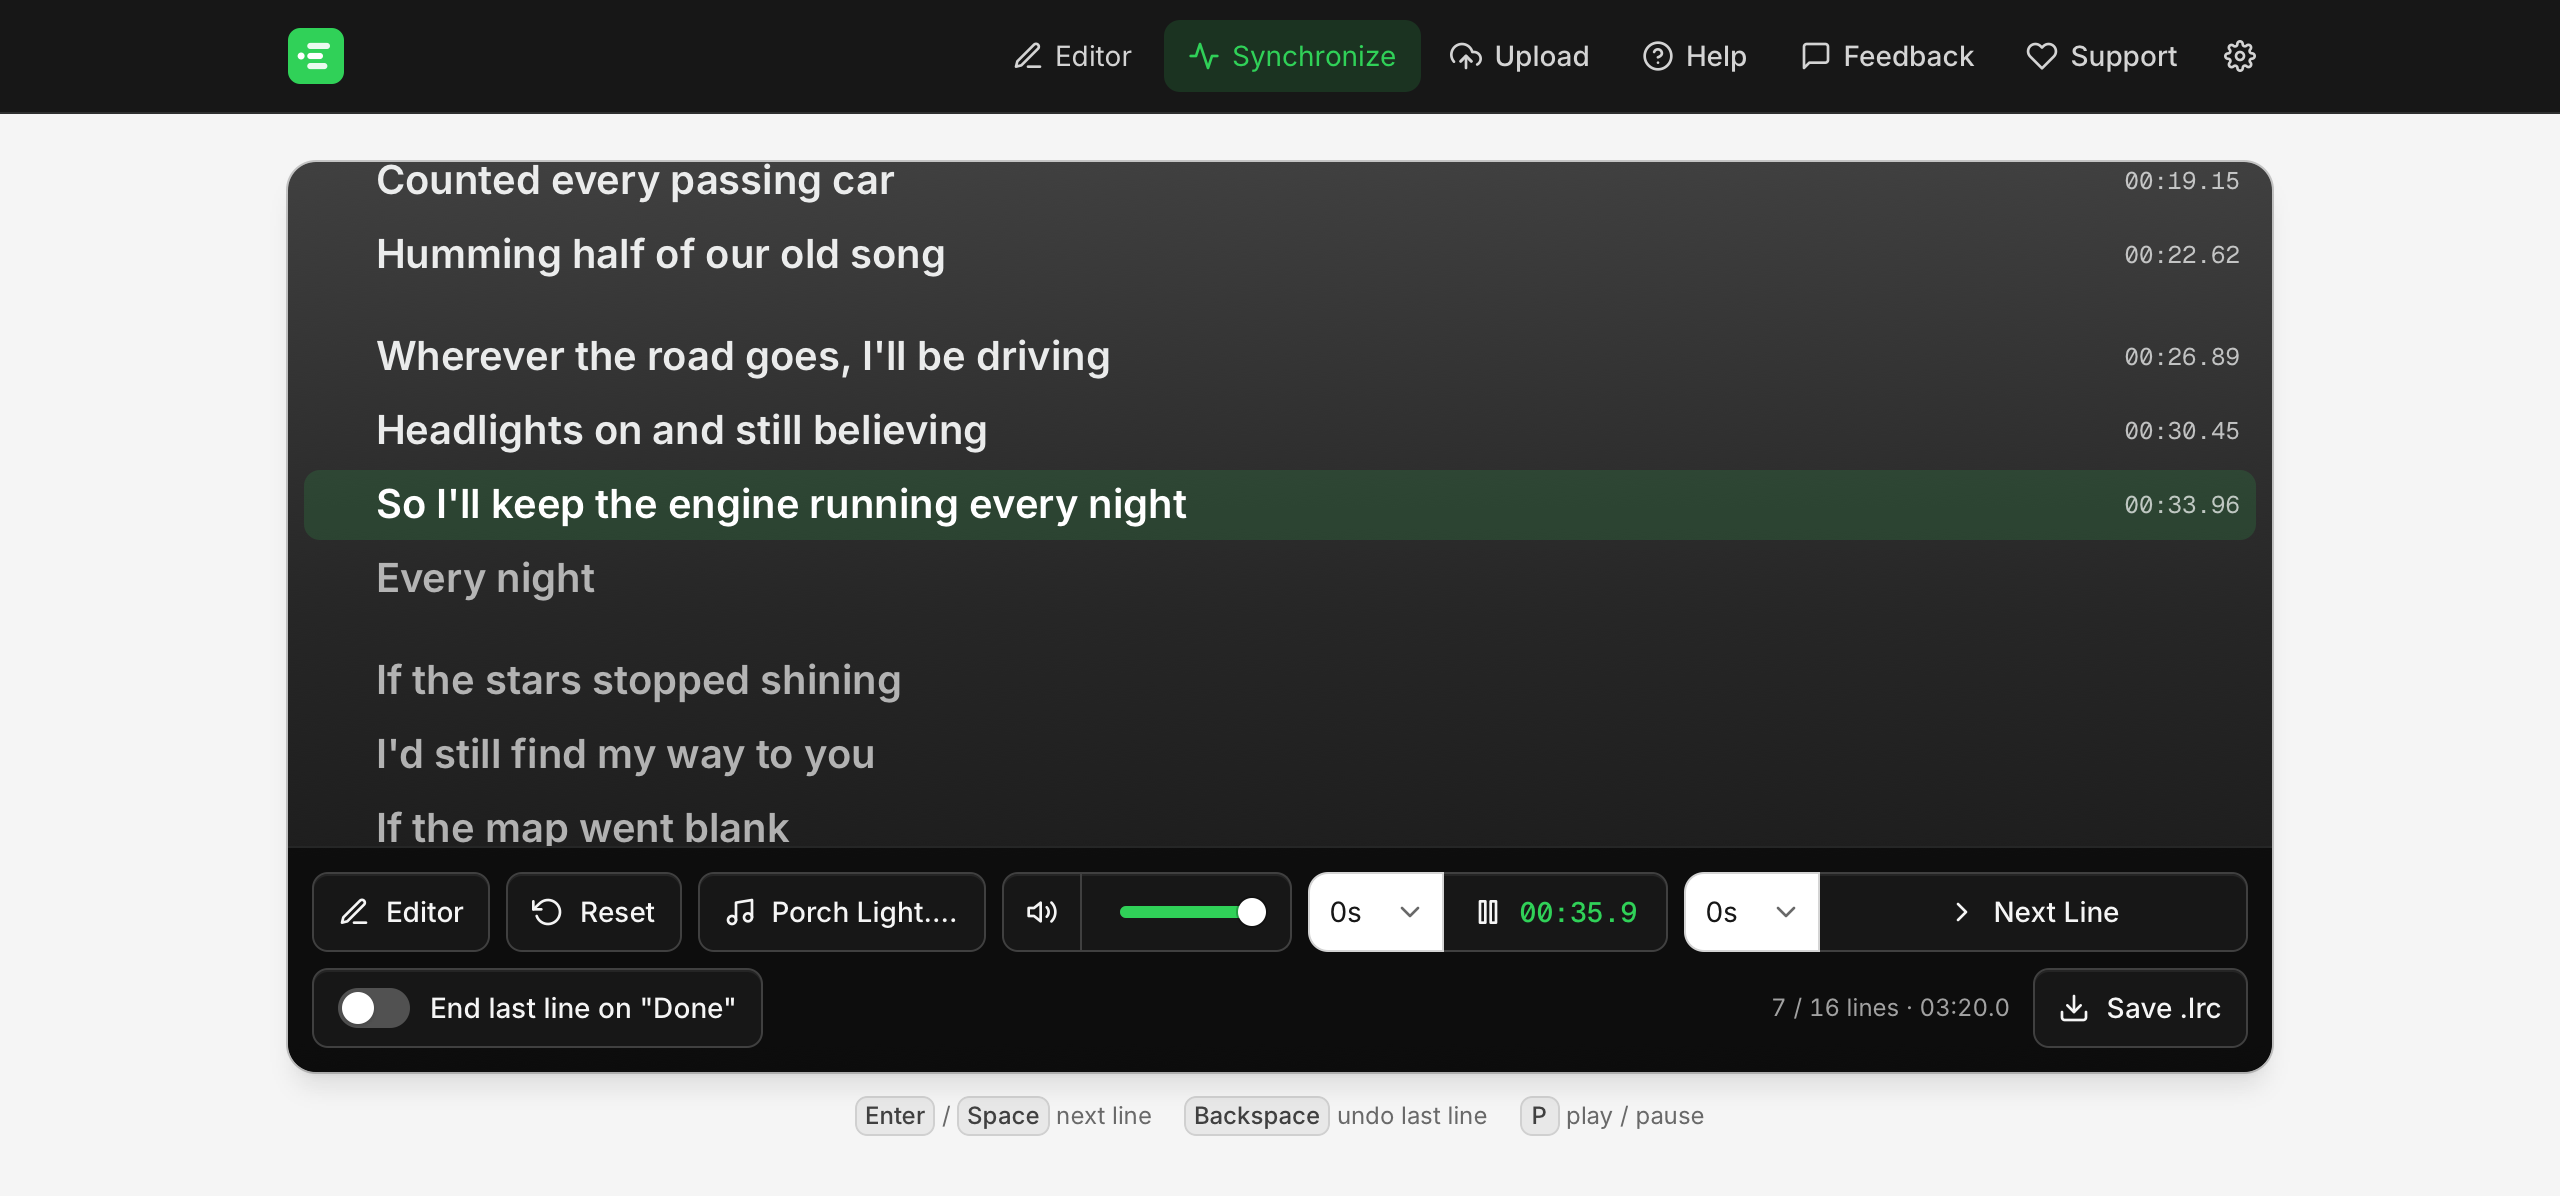 Editor Synchronize Upload Help Feedback Support
Counted every passing car 00:19.15
Humming half of our old song 00:22.62
Wherever the road goes, I'll be driving 00:26.89
Headlights on and still believing 00:30.45
So I'll keep the engine running every night 00:33.96
Every night
If the stars stopped shining
I'd still find my way to you
If the map went blank
Editor Reset Porch Light.... 0s 00:35.9 0s Next Line
End last line on "Done" 7 / 16 lines · 03:20.0 Save .lrc
Enter / Space next line Backspace undo last line P play / pause